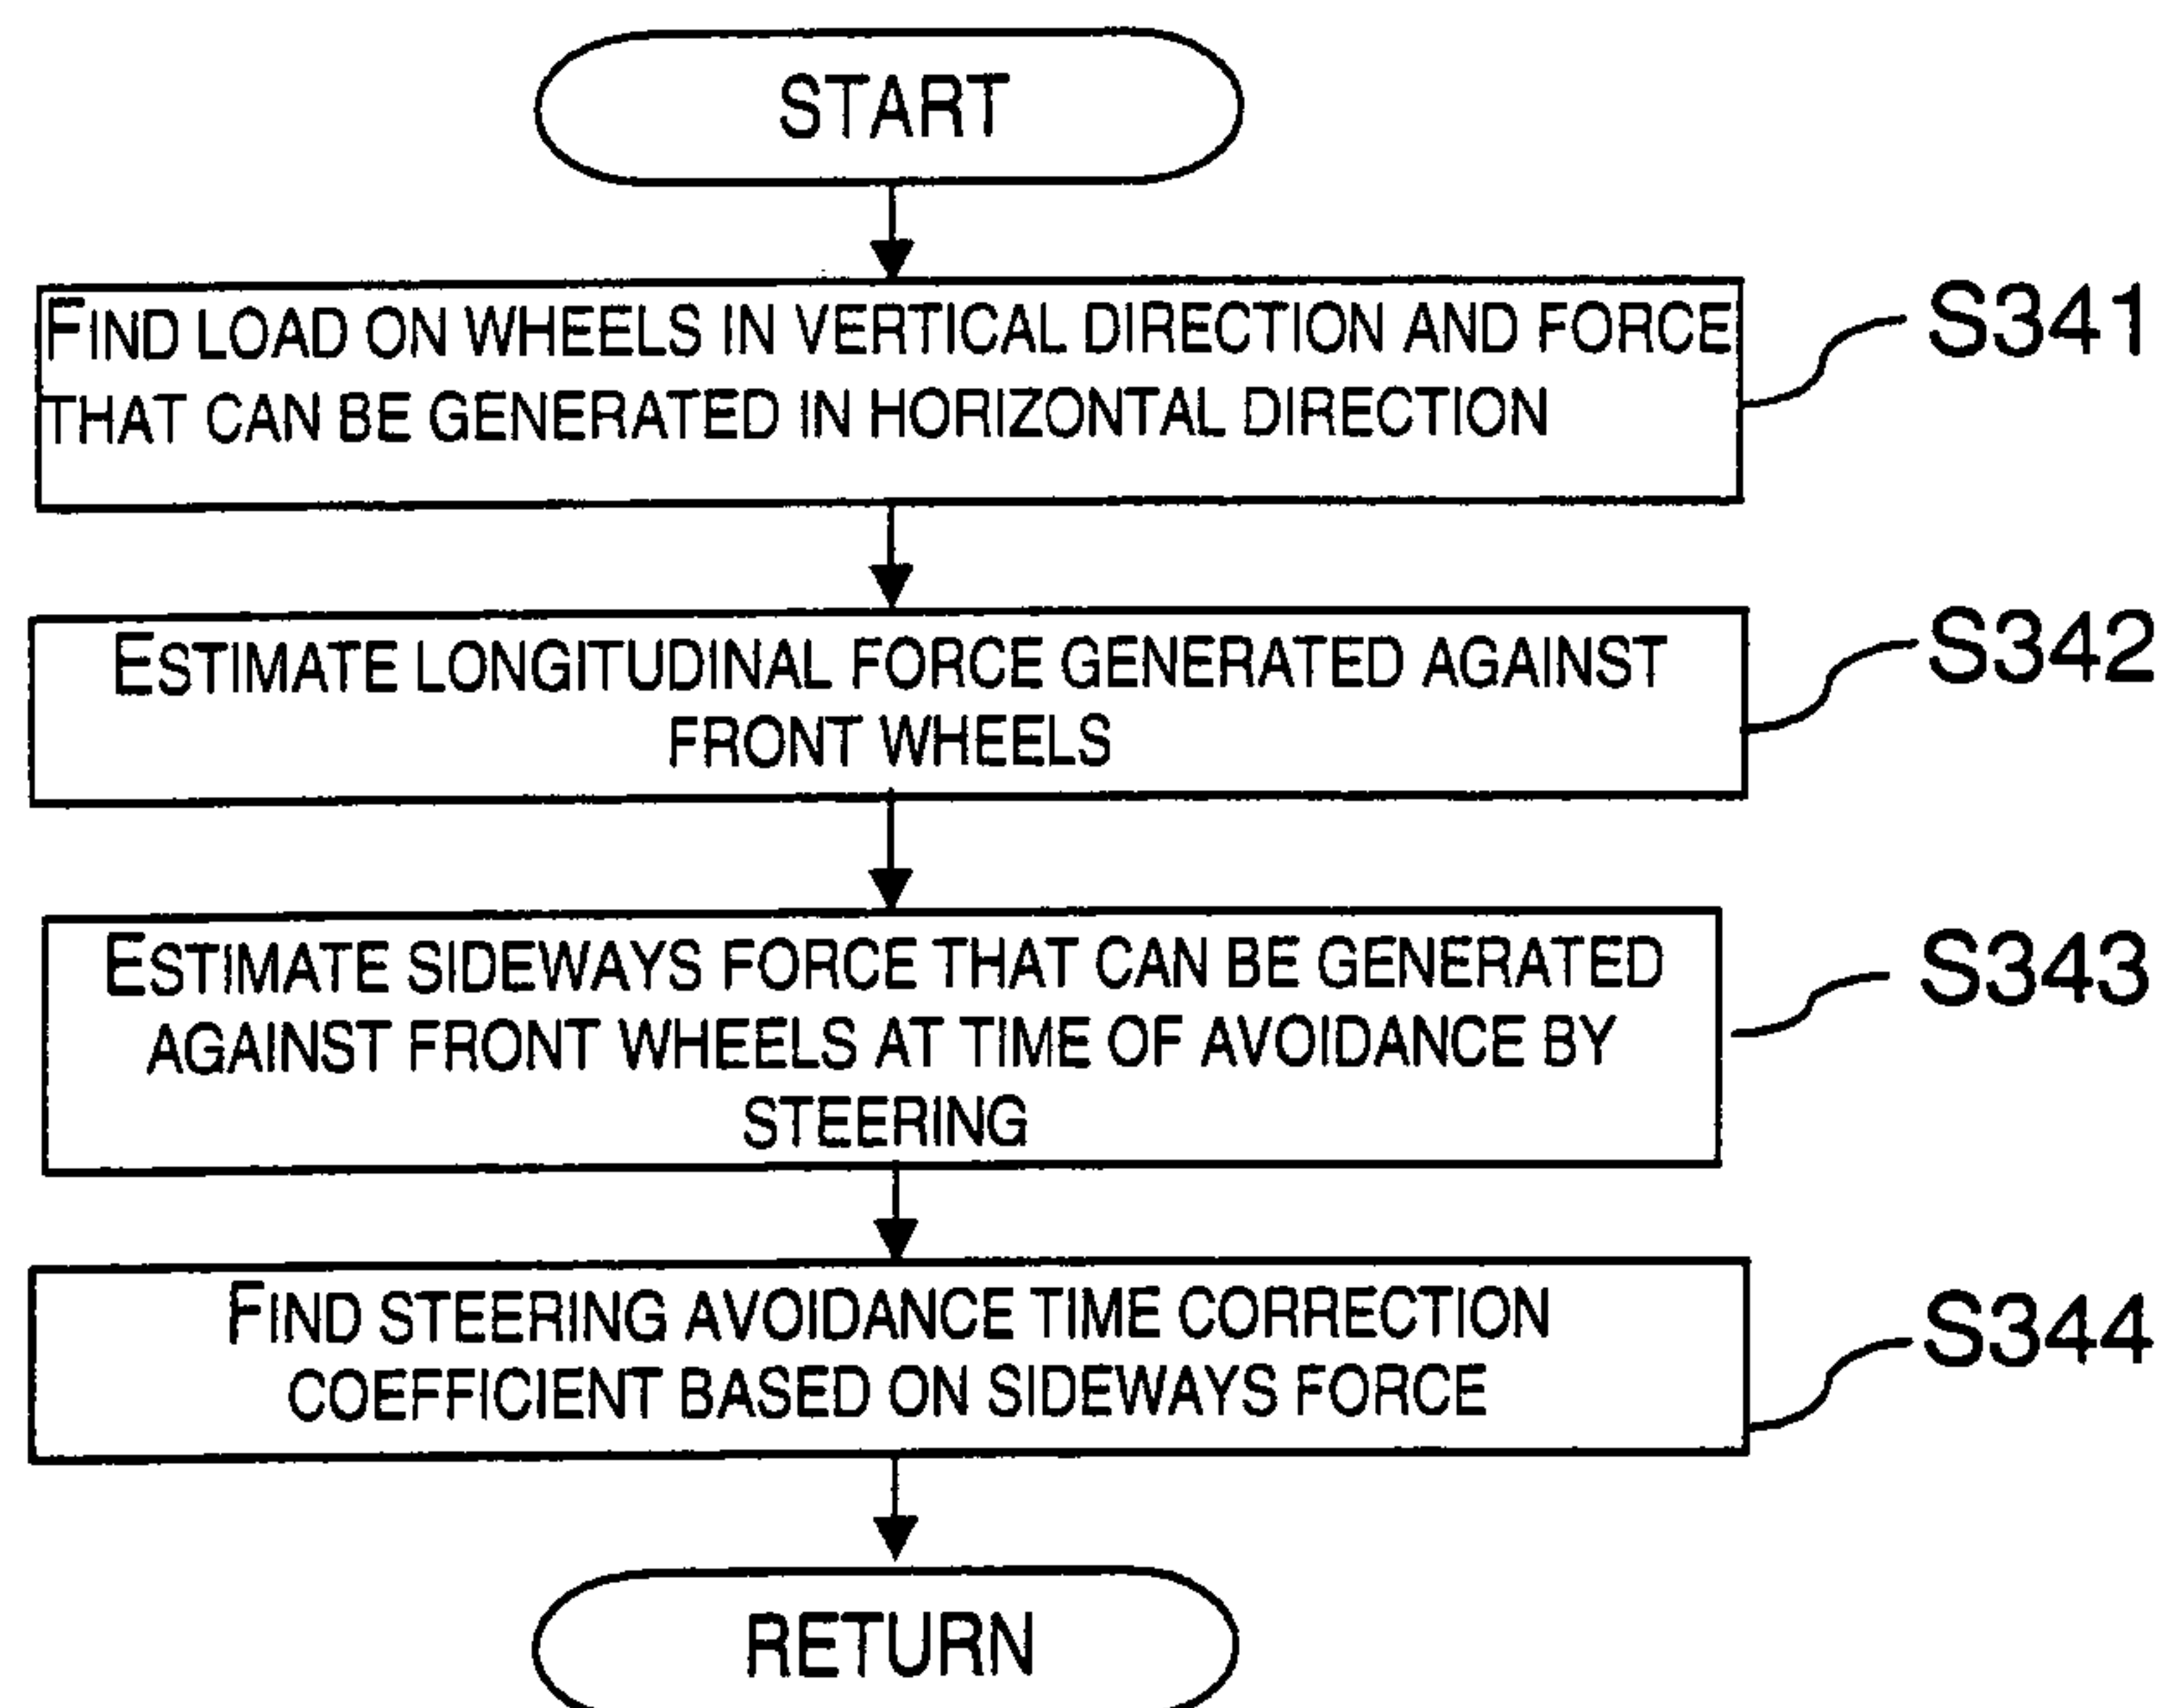 START
FIND LOAD ON WHEELS IN VERTICAL DIRECTION AND FORCE
THAT CAN BE GENERATED IN HORIZONTAL DIRECTION
S341
ESTIMATE LONGITUDINAL FORCE GENERATED AGAINST
FRONT WHEELS
S342
ESTIMATE SIDEWAYS FORCE THAT CAN BE GENERATED
AGAINST FRONT WHEELS AT TIME OF AVOIDANCE BY
STEERING
S343
FIND STEERING AVOIDANCE TIME CORRECTION
COEFFICIENT BASED ON SIDEWAYS FORCE
S344
RETURN